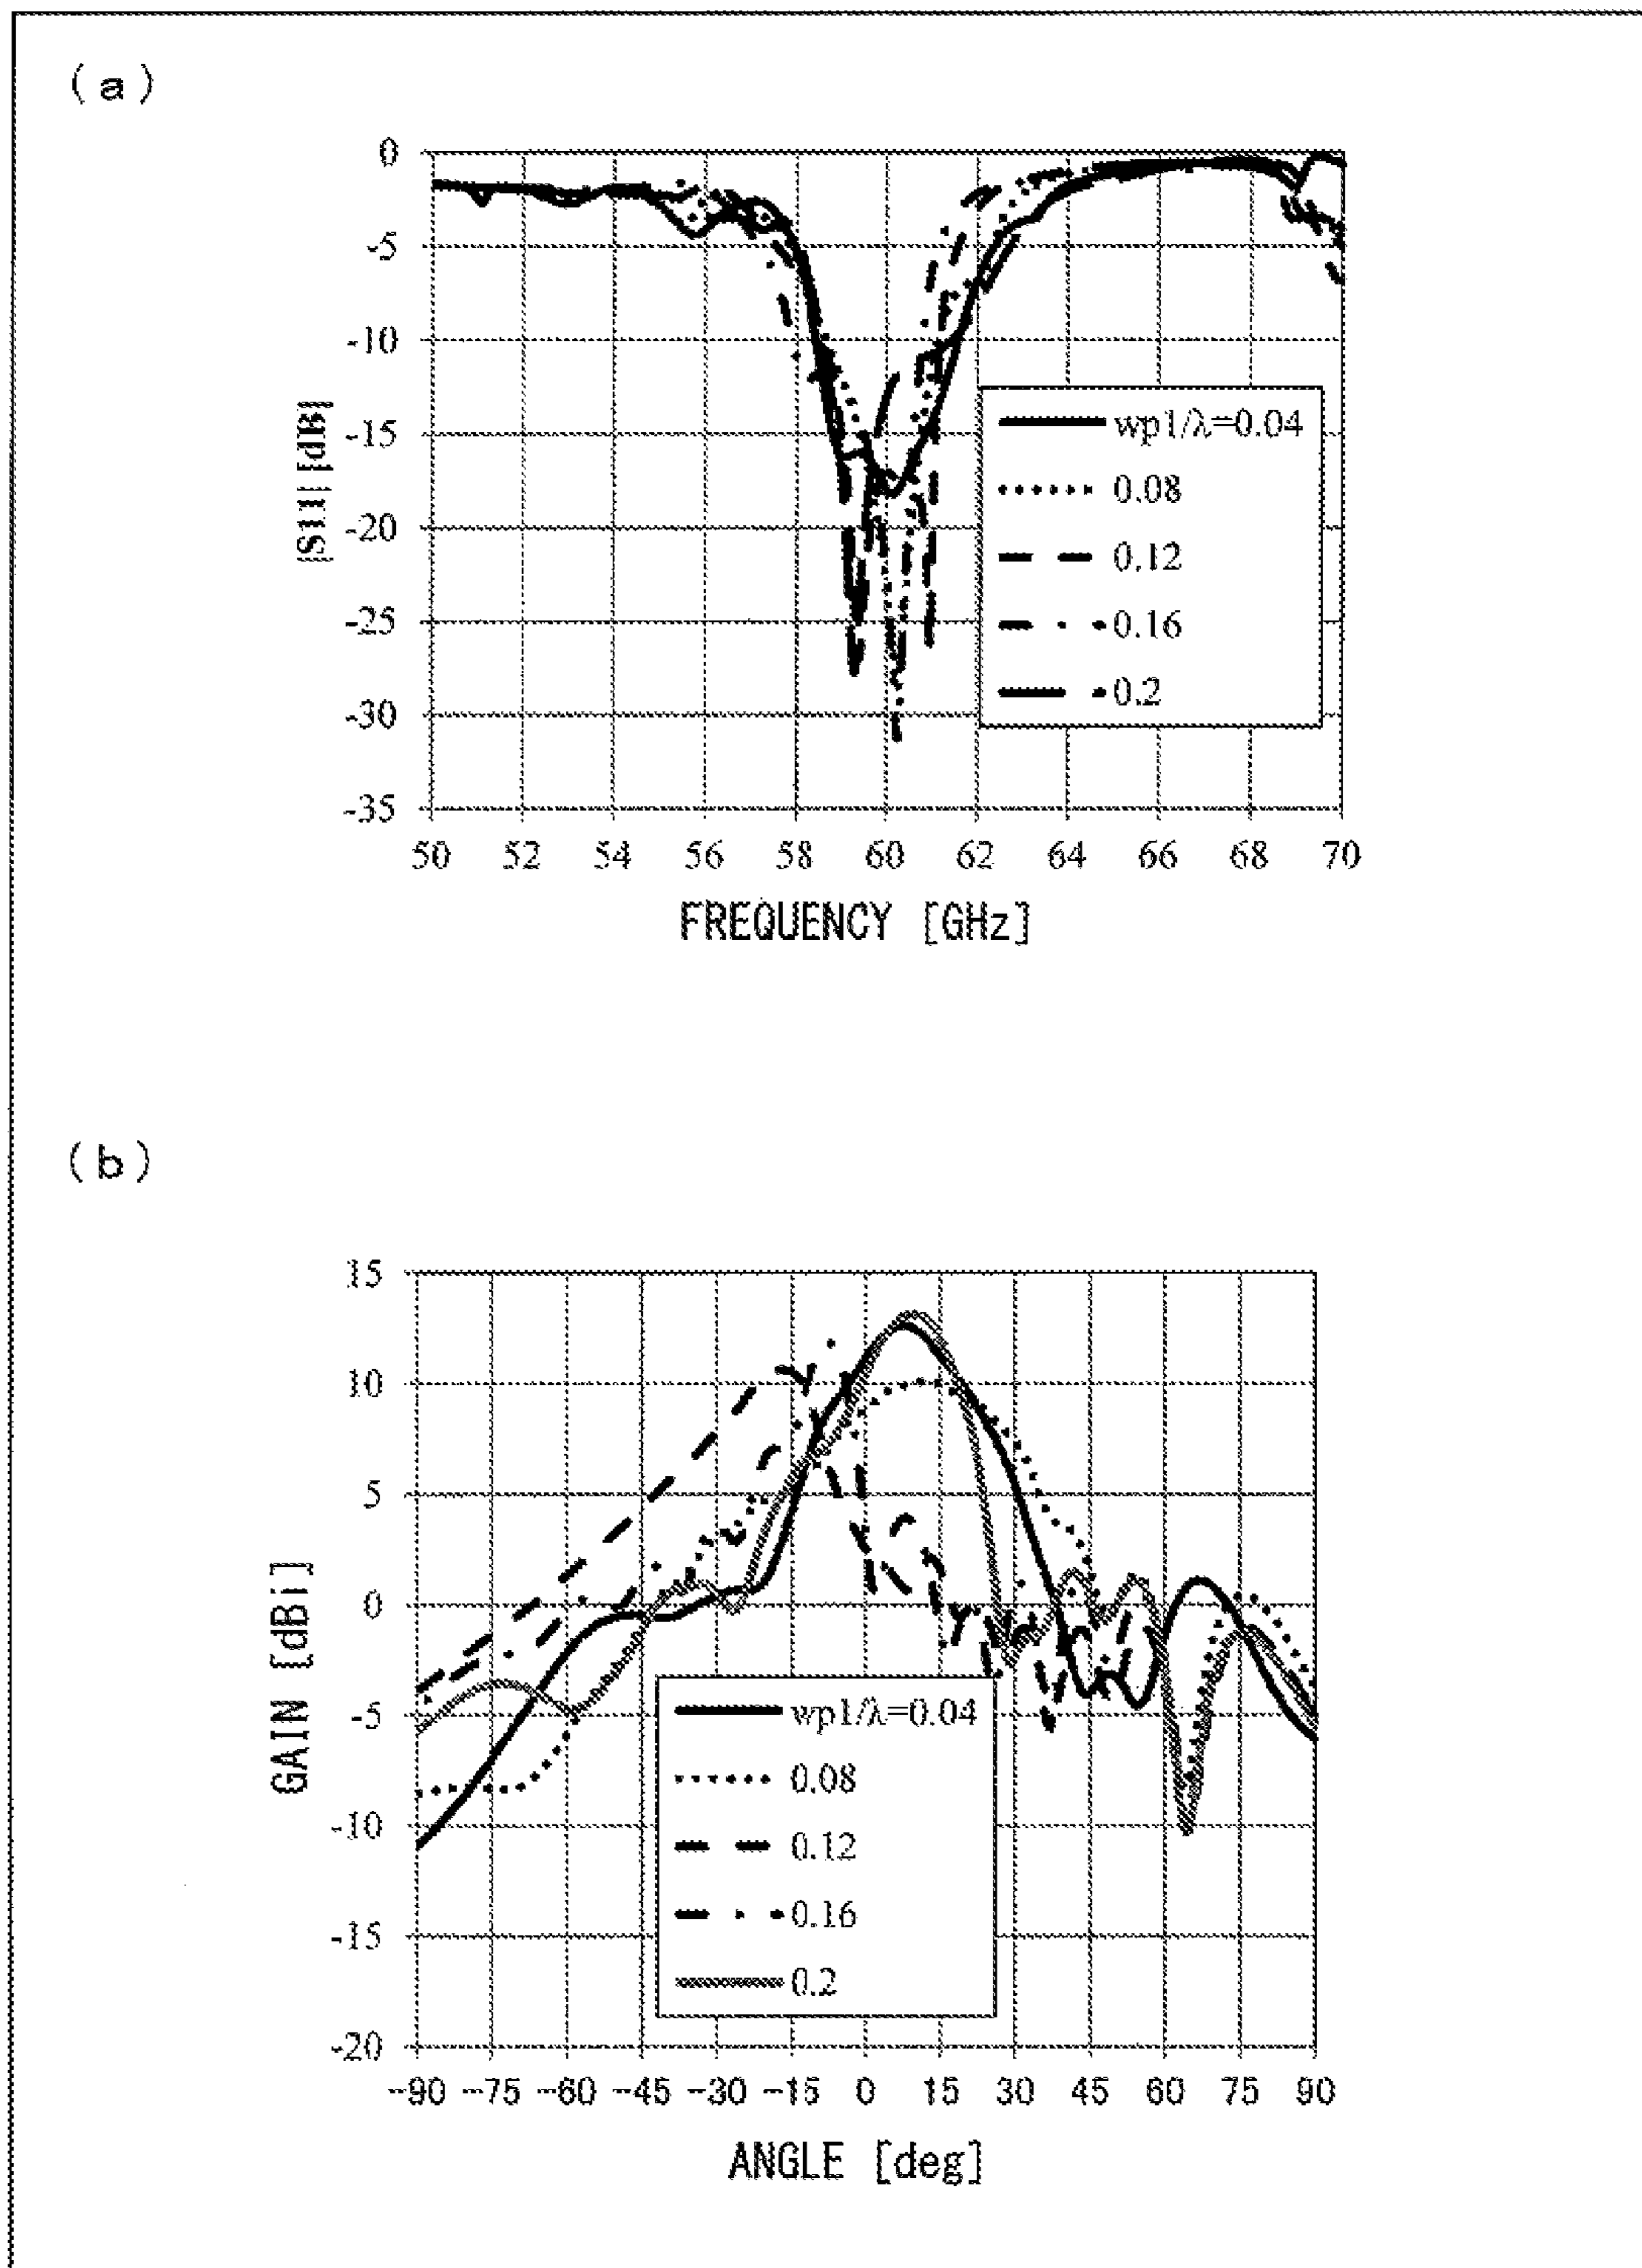 (a)
0
-5
-10
-15
-20
-25
-30
-35
|S11| [dB]
wp1/λ=0.04
0.08
0.12
0.16
0.2
50 52 54 56 58 60 62 64 66 68 70
FREQUENCY [GHz]
(b)
15
10
5
0
-5
-10
-15
-20
GAIN [dBi]
wp1/λ=0.04
0.08
0.12
0.16
0.2
-90 -75 -60 -45 -30 -15 0 15 30 45 60 75 90
ANGLE [deg]